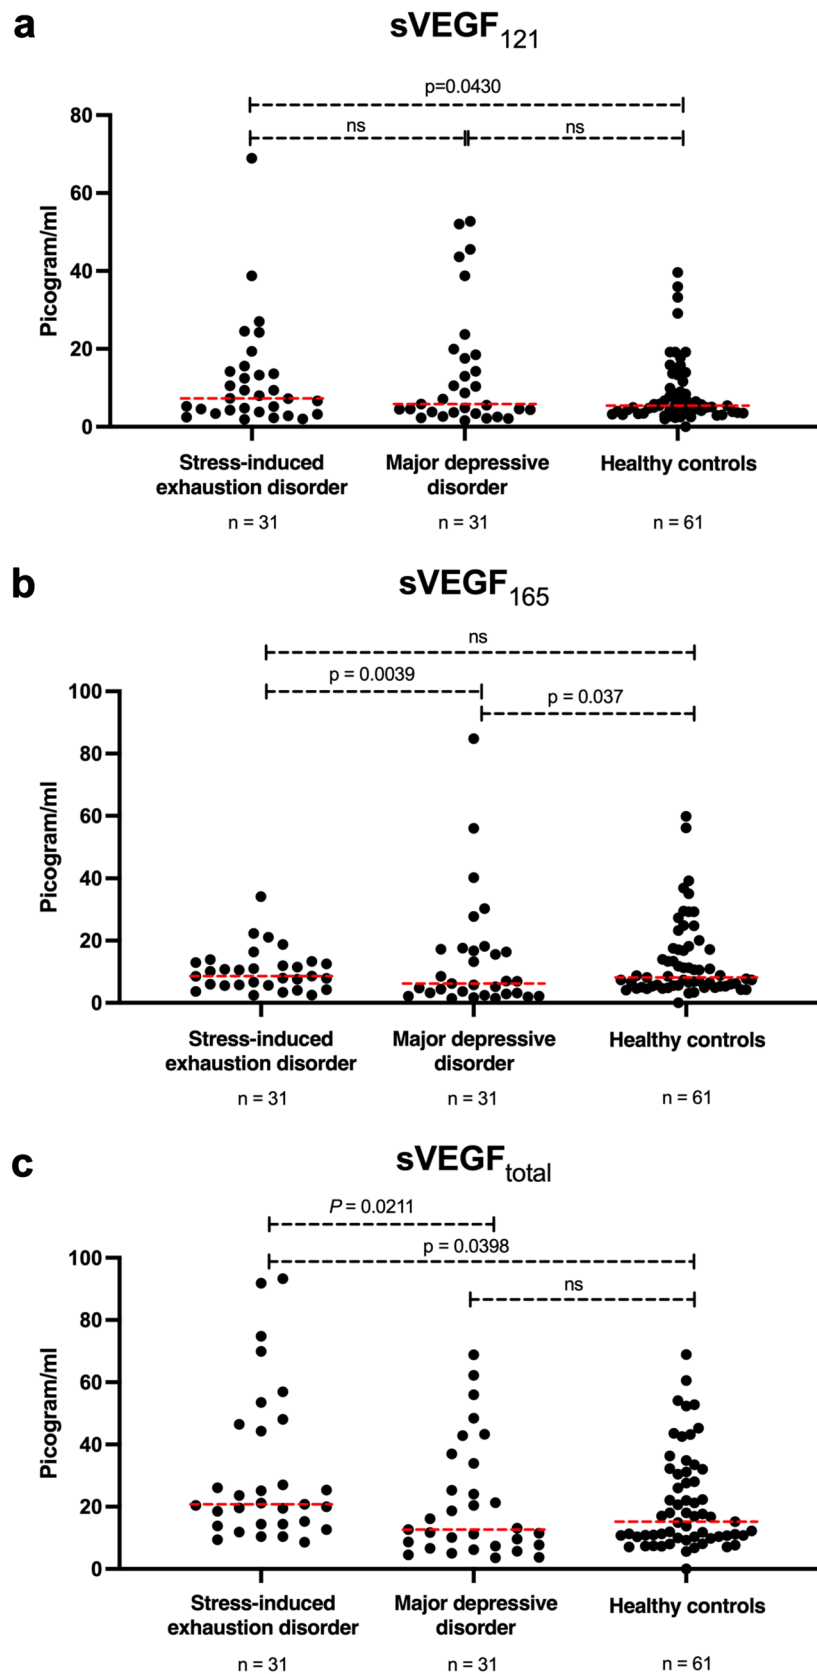 a
sVEGF121
p=0.0430
ns ns
80
60
40
20
0
Picogram/ml
Stress-induced
exhaustion disorder
Major depressive
disorder
Healthy controls
n = 31
n = 31
n = 61
b
sVEGF165
ns
p = 0.0039
p = 0.037
100
80
60
40
20
0
Picogram/ml
Stress-induced
exhaustion disorder
Major depressive
disorder
Healthy controls
n = 31
n = 31
n = 61
c
sVEGFtotal
P = 0.0211
p = 0.0398
ns
100
80
60
40
20
0
Picogram/ml
Stress-induced
exhaustion disorder
Major depressive
disorder
Healthy controls
n = 31
n = 31
n = 61